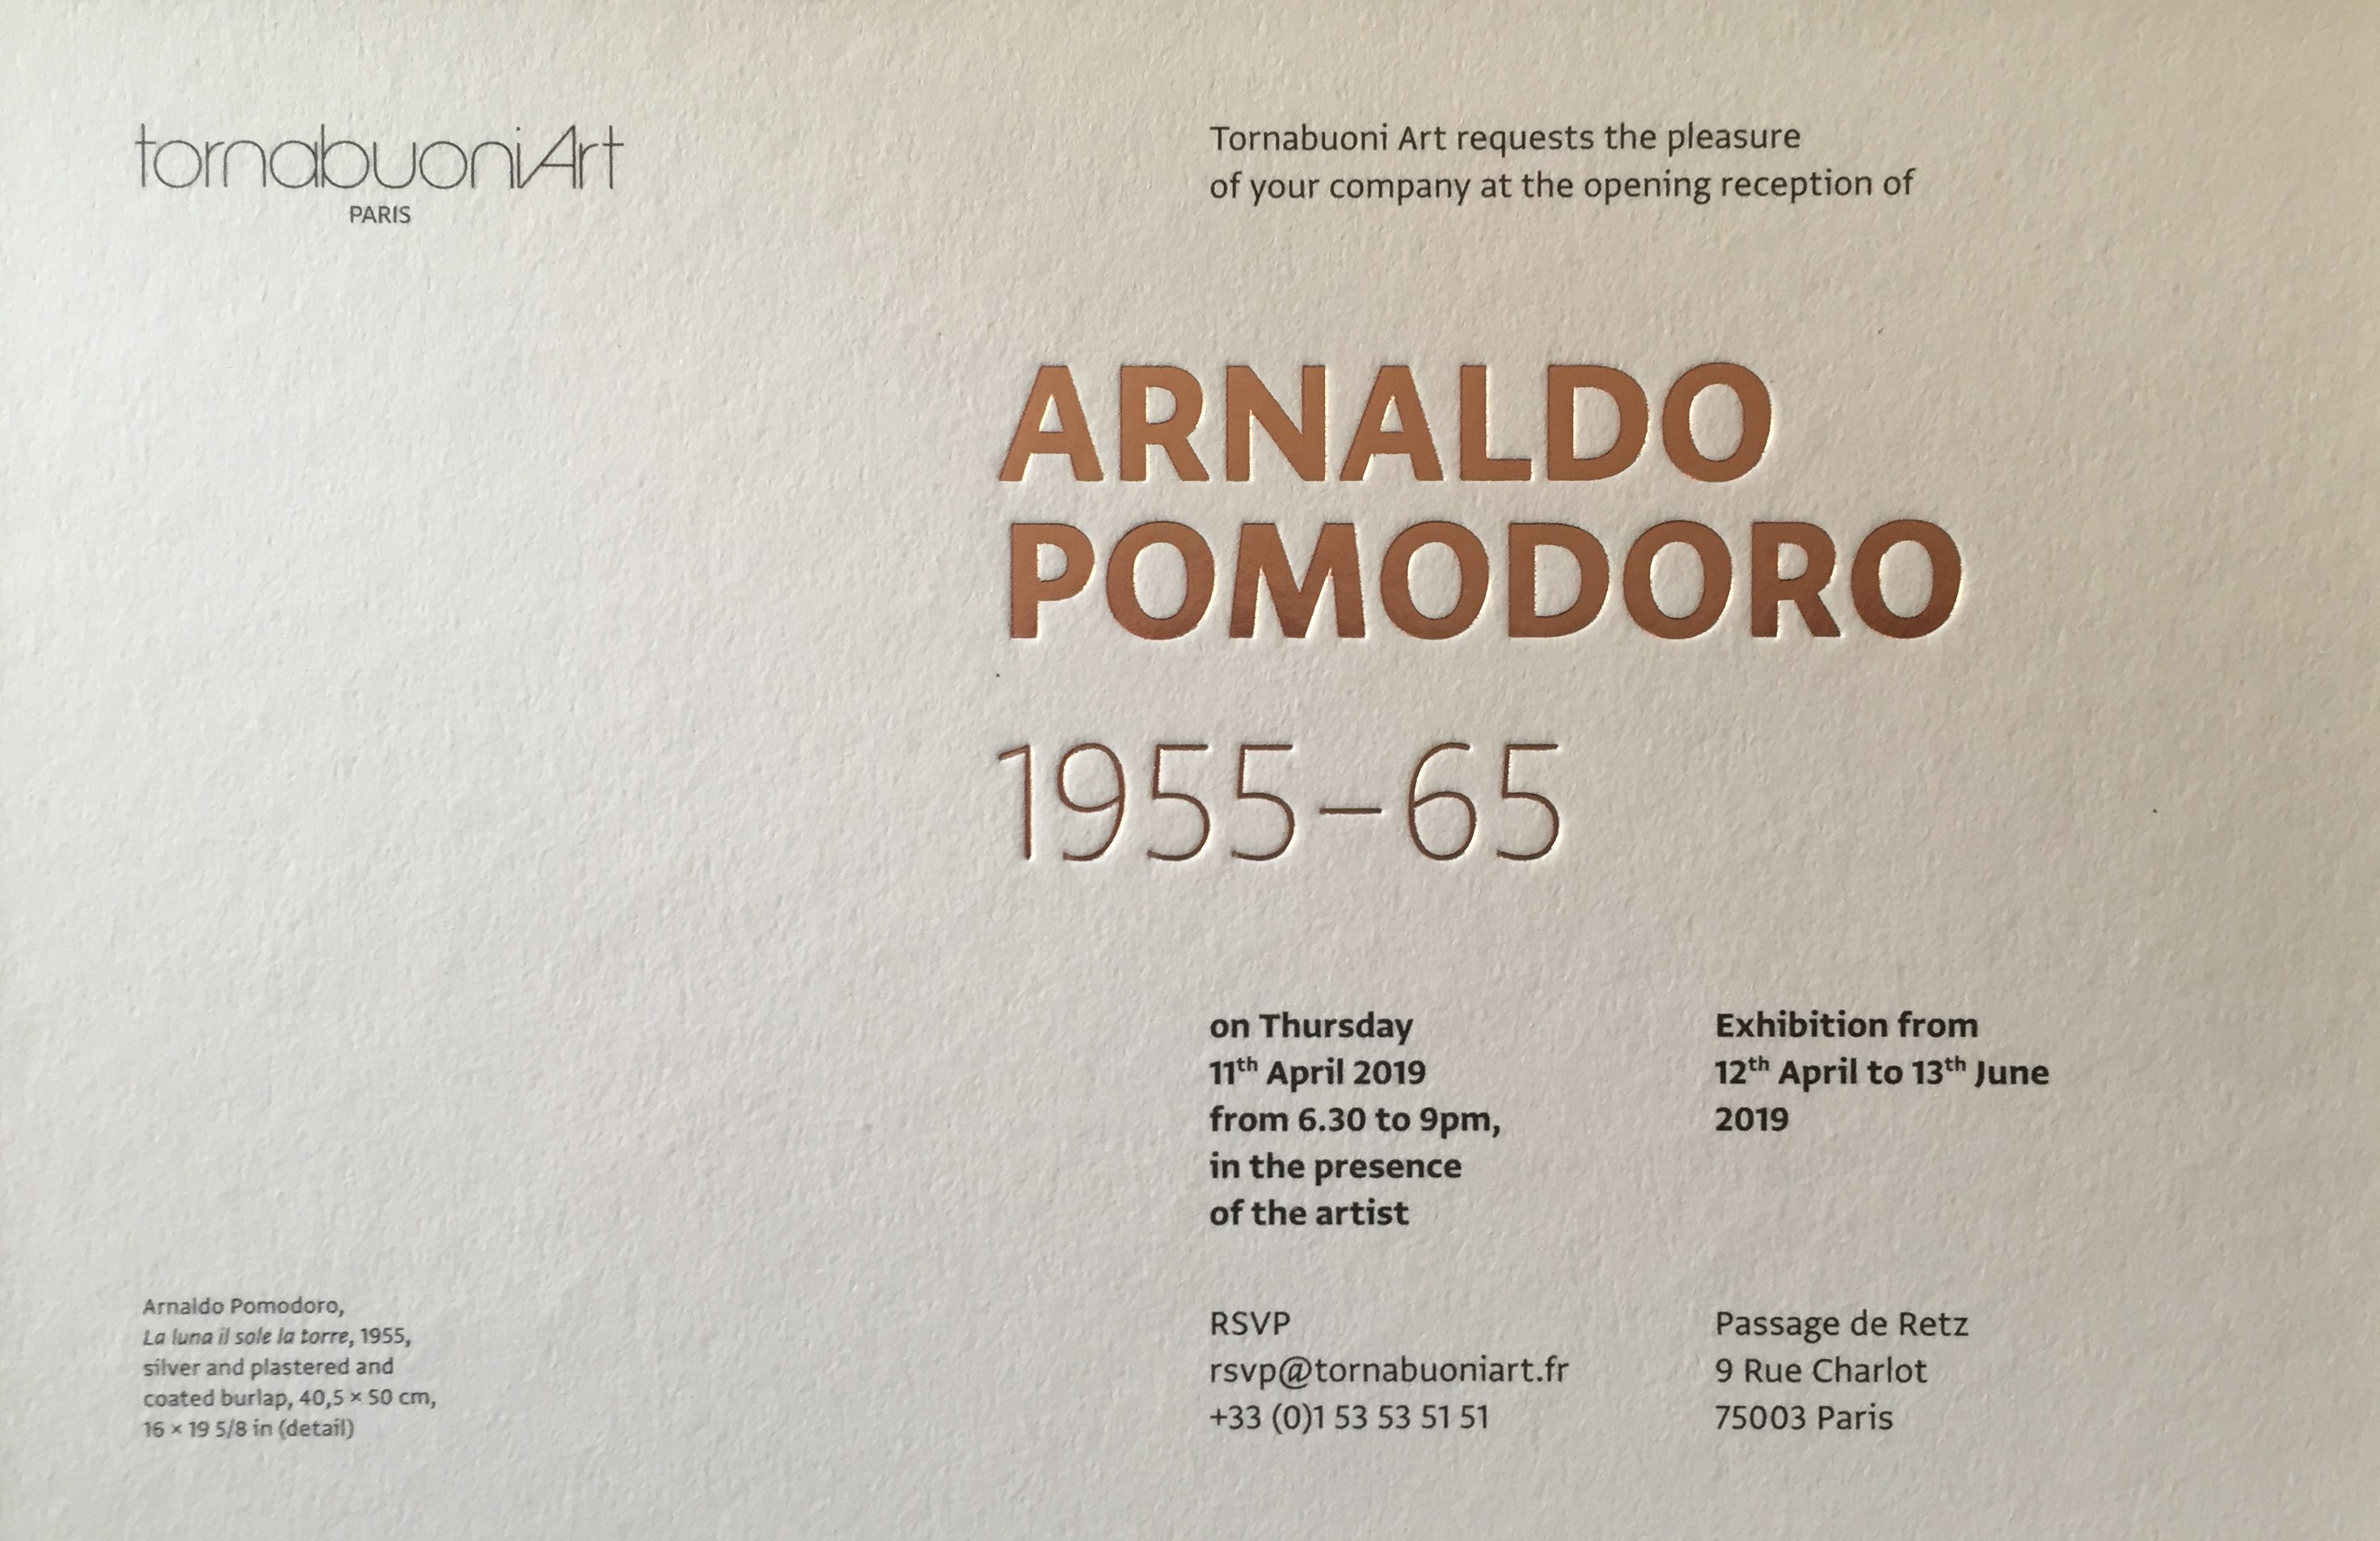 tornabuoniArt
PARIS
Tornabuoni Art requests the pleasure
of your company at the opening reception of
ARNALDO
POMODORO
1955–65
on Thursday
11th April 2019
from 6.30 to 9pm,
in the presence
of the artist
Exhibition from
12th April to 13th June
2019
Arnaldo Pomodoro,
La luna il sole la torre, 1955,
silver and plastered and
coated burlap, 40,5 × 50 cm,
16 × 19 5/8 in (detail)
RSVP
rsvp@tornabuoniart.fr
+33 (0)1 53 53 51 51
Passage de Retz
9 Rue Charlot
75003 Paris